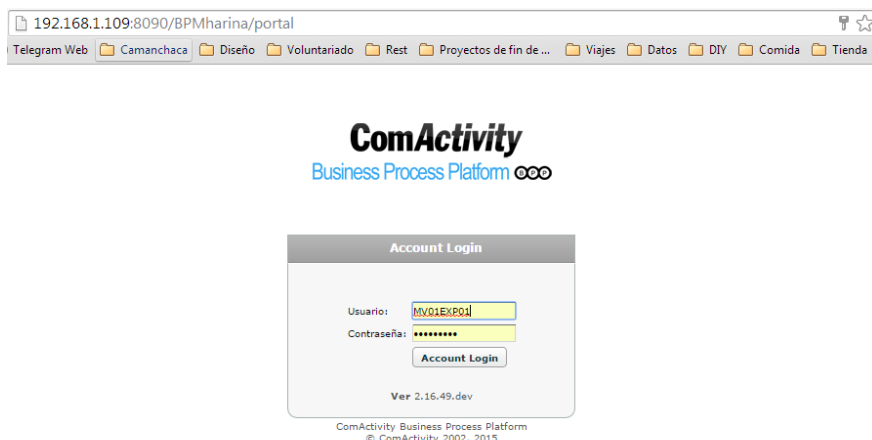 192.168.1.109:8090/BPMharina/portal
Telegram Web Camanchaca Diseño Voluntariado Rest Proyectos de fin de ... Viajes Datos DIY Comida Tienda
ComActivity
Business Process Platform BPP
Account Login
Usuario: MV01EXP01
Contraseña: •••••••••
Account Login
Ver 2.16.49.dev
ComActivity Business Process Platform
© ComActivity 2002, 2015